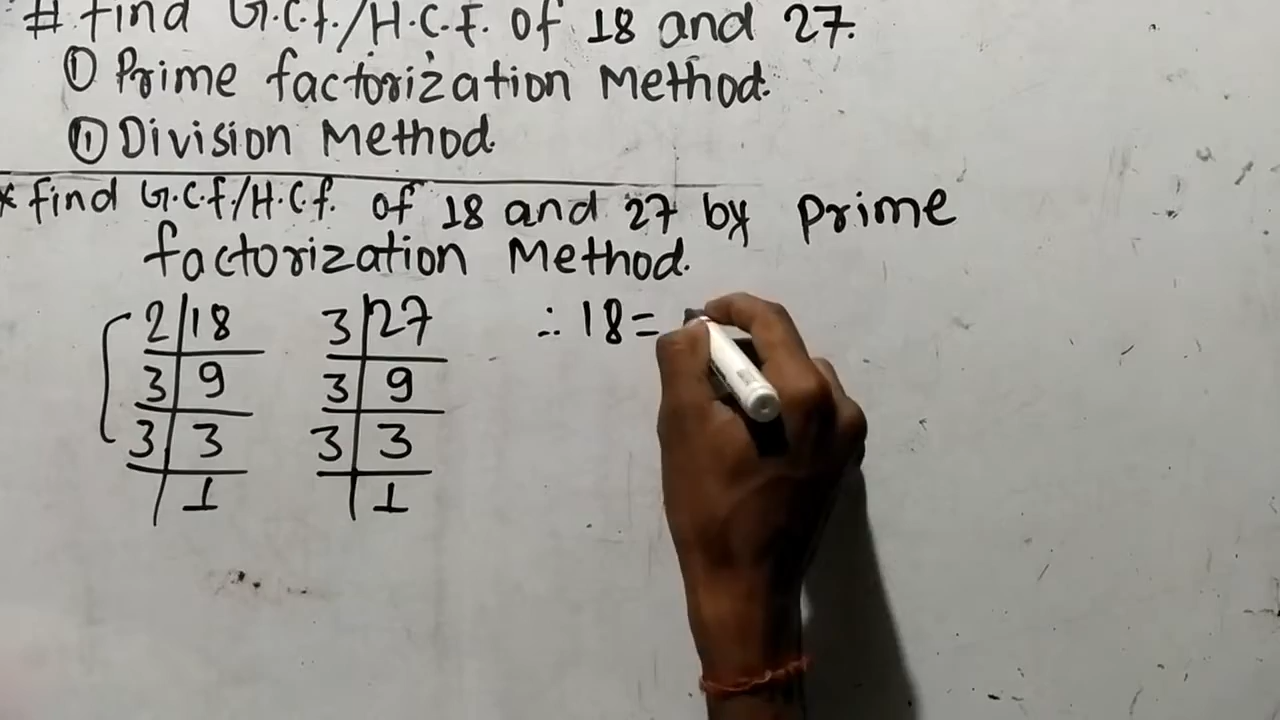 # Find G.C.f./H.C.F. of 18 and 27.
① Prime factorization Method.
① Division Method.
* Find G.C.f./H.C.f. of 18 and 27 by prime
factorization Method.
2 18 3 27 ∴ 18 =
3 9 3 9
3 3 3 3
1 1